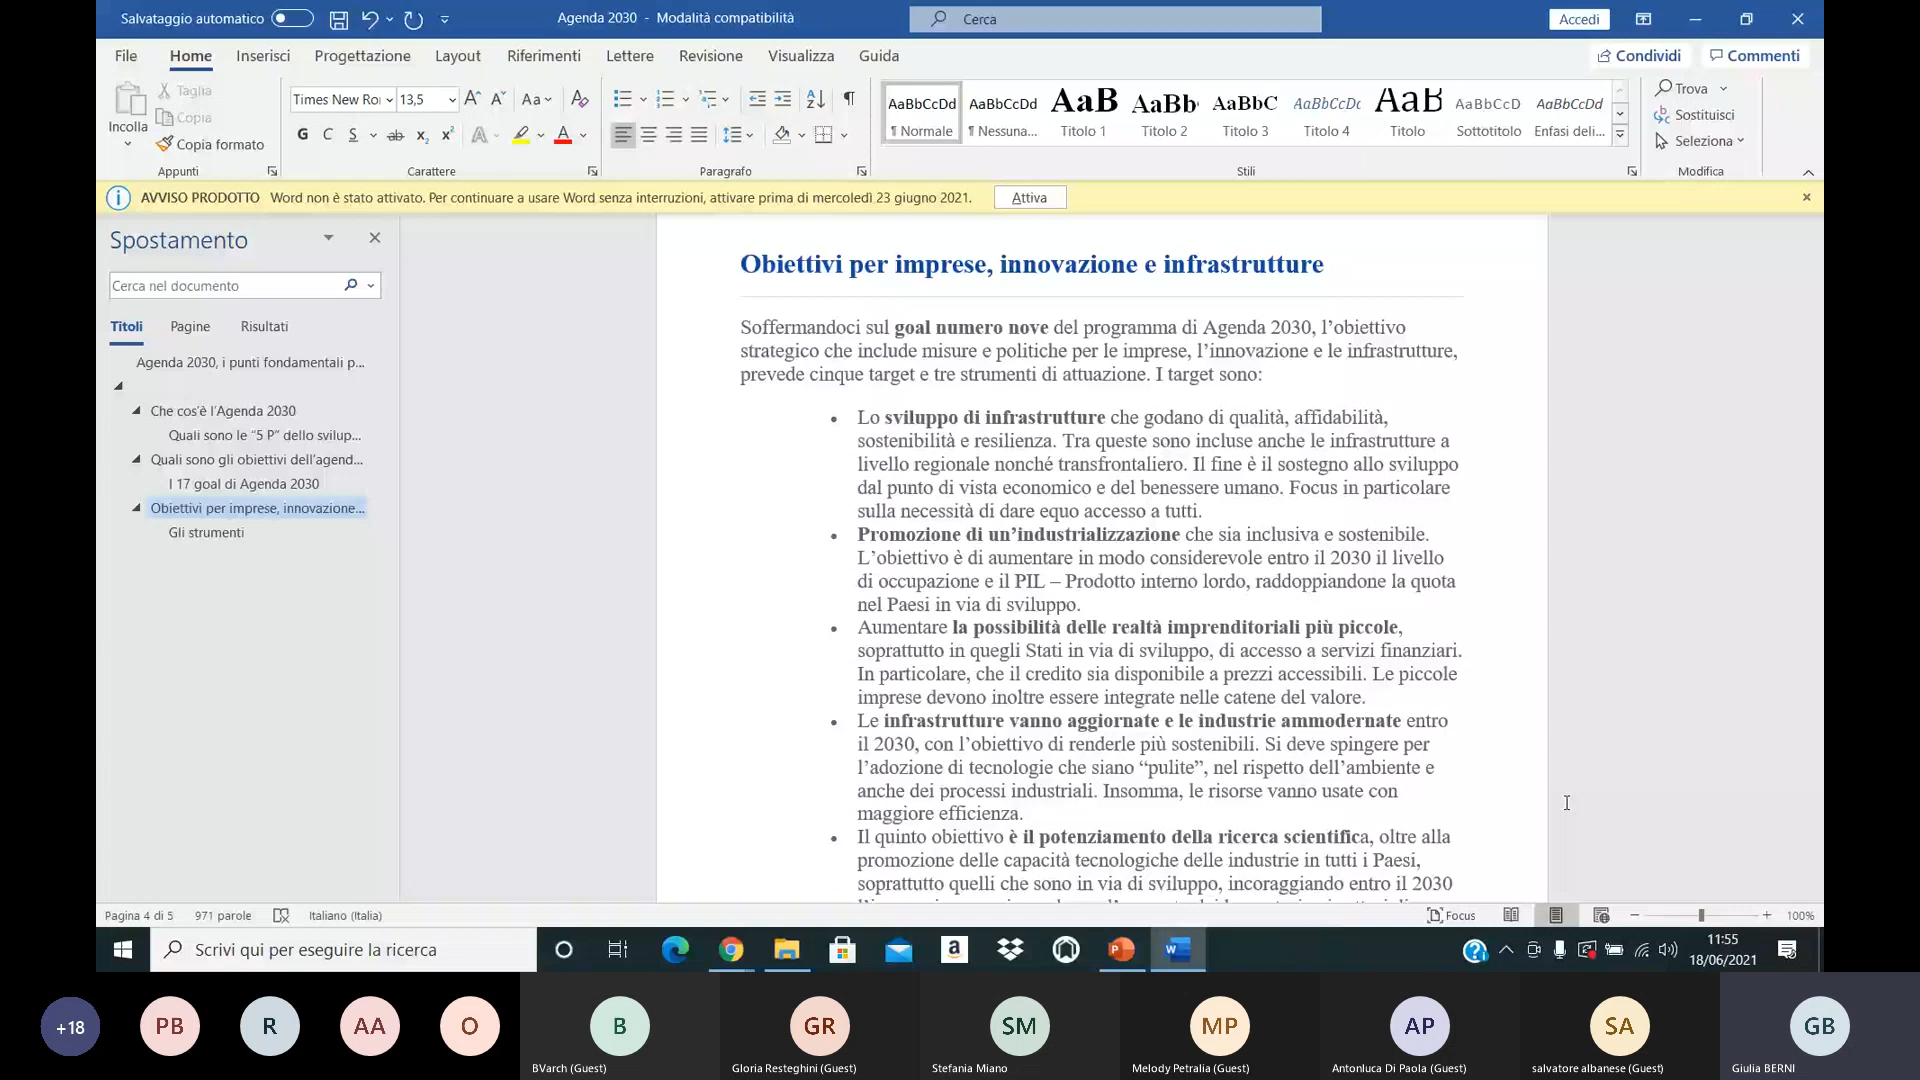 Salvataggio automatico
Agenda 2030 - Modalità compatibilità
Cerca
Accedi
File Home Inserisci Progettazione Layout Riferimenti Lettere Revisione Visualizza Guida
Condividi Commenti
Incolla
Taglia
Copia
Copia formato
Appunti
Times New Ro 13,5
Aa
G C S ab x₂ x²
Carattere
Paragrafo
AaBbCcDd AaBbCcDd AaB AaBb AaBbC AaBbCcDc AaB AaBbCcD AaBbCcDd
¶ Normale ¶ Nessuna... Titolo 1 Titolo 2 Titolo 3 Titolo 4 Titolo Sottotitolo Enfasi deli...
Stili
Trova
Sostituisci
Seleziona
Modifica
AVVISO PRODOTTO Word non è stato attivato. Per continuare a usare Word senza interruzioni, attivare prima di mercoledì 23 giugno 2021. Attiva
Spostamento
Cerca nel documento
Titoli Pagine Risultati
Agenda 2030, i punti fondamentali p...
Che cos'è l'Agenda 2030
Quali sono le "5 P" dello svilup...
Quali sono gli obiettivi dell'agend...
I 17 goal di Agenda 2030
Obiettivi per imprese, innovazione...
Gli strumenti
Obiettivi per imprese, innovazione e infrastrutture
Soffermandoci sul goal numero nove del programma di Agenda 2030, l’obiettivo
strategico che include misure e politiche per le imprese, l’innovazione e le infrastrutture,
prevede cinque target e tre strumenti di attuazione. I target sono:
• Lo sviluppo di infrastrutture che godano di qualità, affidabilità,
sostenibilità e resilienza. Tra queste sono incluse anche le infrastrutture a
livello regionale nonché transfrontaliero. Il fine è il sostegno allo sviluppo
dal punto di vista economico e del benessere umano. Focus in particolare
sulla necessità di dare equo accesso a tutti.
• Promozione di un’industrializzazione che sia inclusiva e sostenibile.
L’obiettivo è di aumentare in modo considerevole entro il 2030 il livello
di occupazione e il PIL – Prodotto interno lordo, raddoppiandone la quota
nel Paesi in via di sviluppo.
• Aumentare la possibilità delle realtà imprenditoriali più piccole,
soprattutto in quegli Stati in via di sviluppo, di accesso a servizi finanziari.
In particolare, che il credito sia disponibile a prezzi accessibili. Le piccole
imprese devono inoltre essere integrate nelle catene del valore.
• Le infrastrutture vanno aggiornate e le industrie ammodernate entro
il 2030, con l’obiettivo di renderle più sostenibili. Si deve spingere per
l’adozione di tecnologie che siano “pulite”, nel rispetto dell’ambiente e
anche dei processi industriali. Insomma, le risorse vanno usate con
maggiore efficienza.
• Il quinto obiettivo è il potenziamento della ricerca scientifica, oltre alla
promozione delle capacità tecnologiche delle industrie in tutti i Paesi,
soprattutto quelli che sono in via di sviluppo, incoraggiando entro il 2030
Pagina 4 di 5 971 parole Italiano (Italia)
Focus
100%
Scrivi qui per eseguire la ricerca
11:55
18/06/2021
+18 PB R AA O B GR SM MP AP SA GB
BVarch (Guest) Gloria Resteghini (Guest) Stefania Miano Melody Petralia (Guest) Antonluca Di Paola (Guest) salvatore albanese (Guest) Giulia BERNI